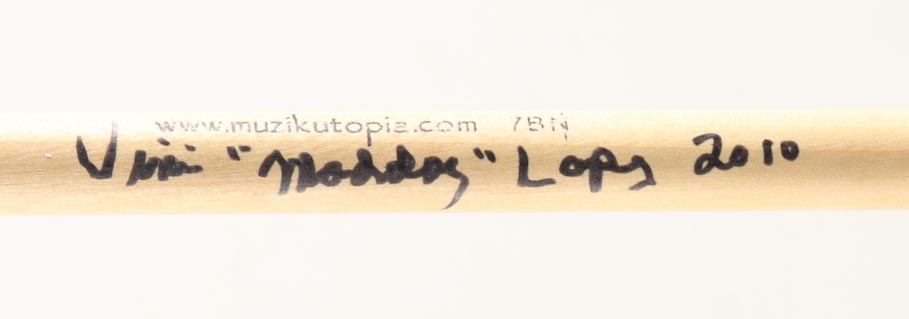 www.muzikutopia.com 7BN
Vini "Maddog" Lopez 2010